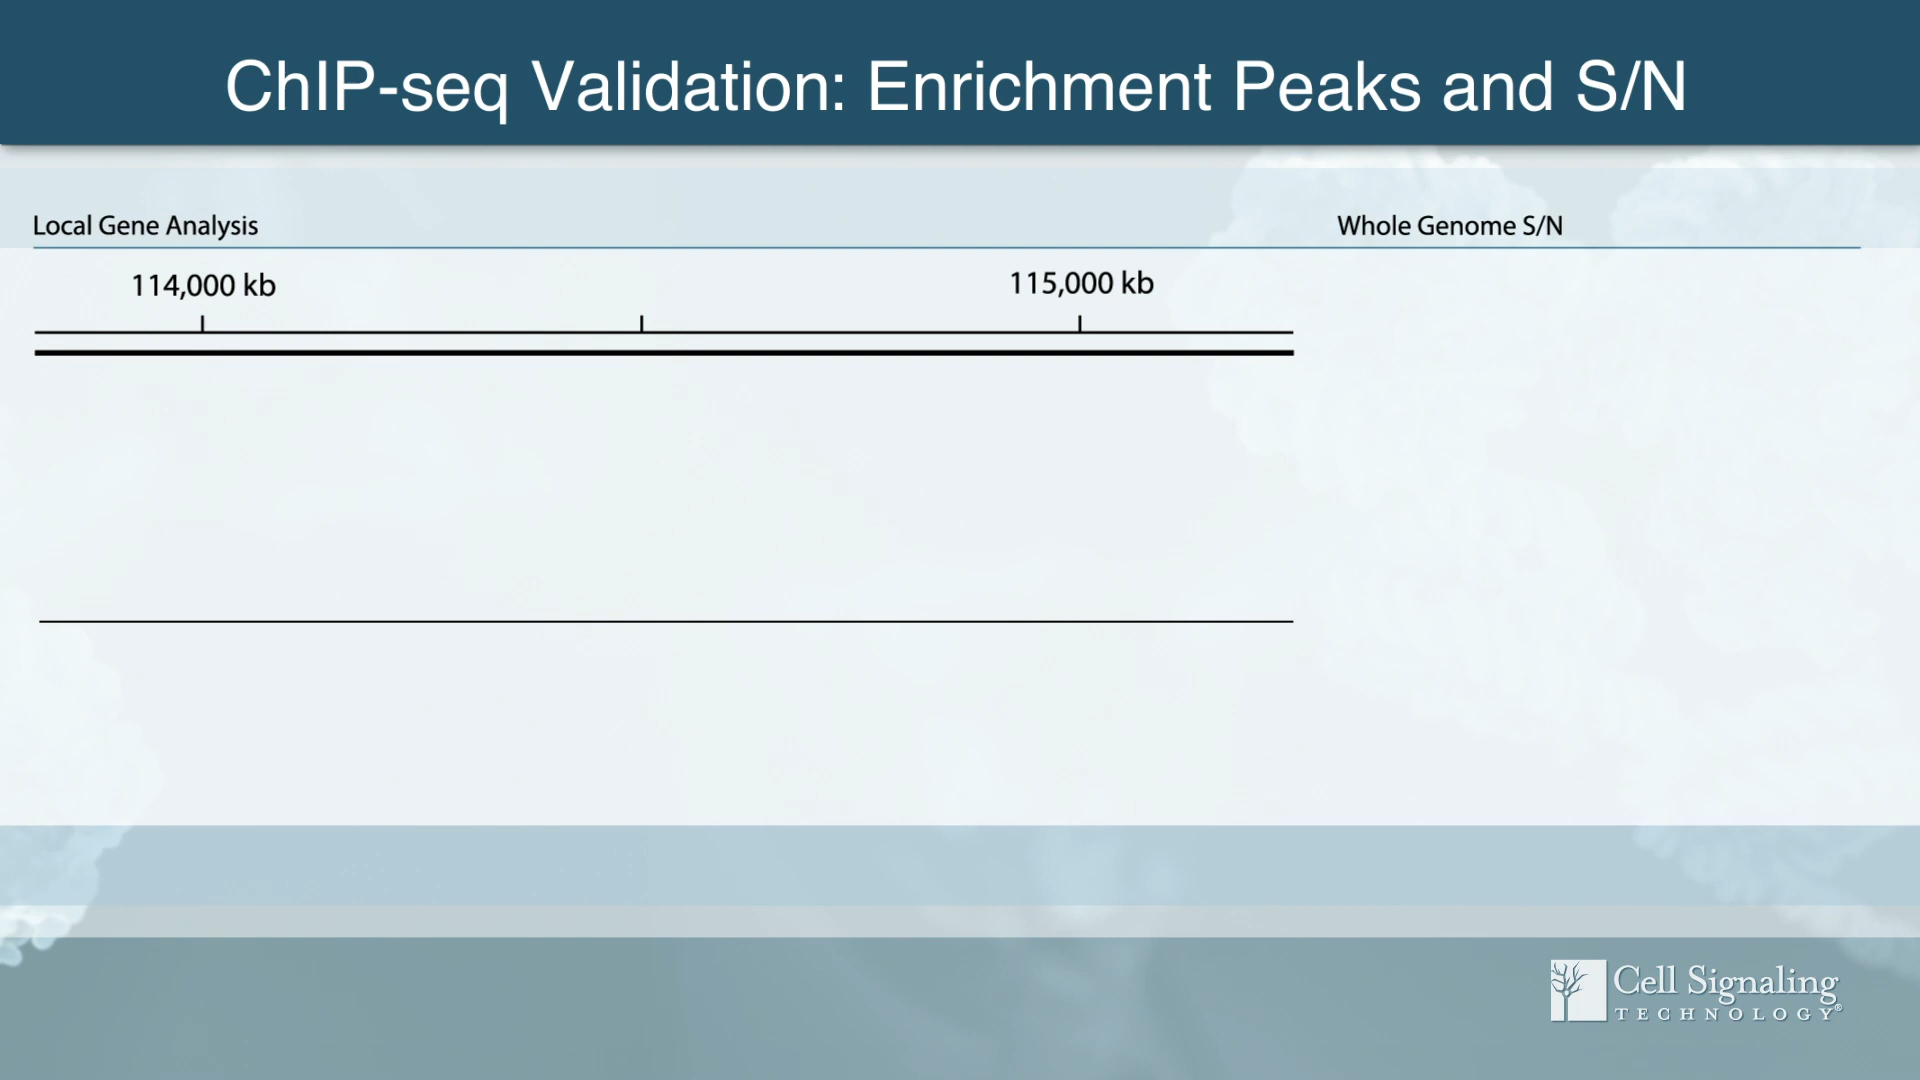 ChIP-seq Validation: Enrichment Peaks and S/N
Local Gene Analysis
Whole Genome S/N
114,000 kb
115,000 kb
Cell Signaling
TECHNOLOGY®